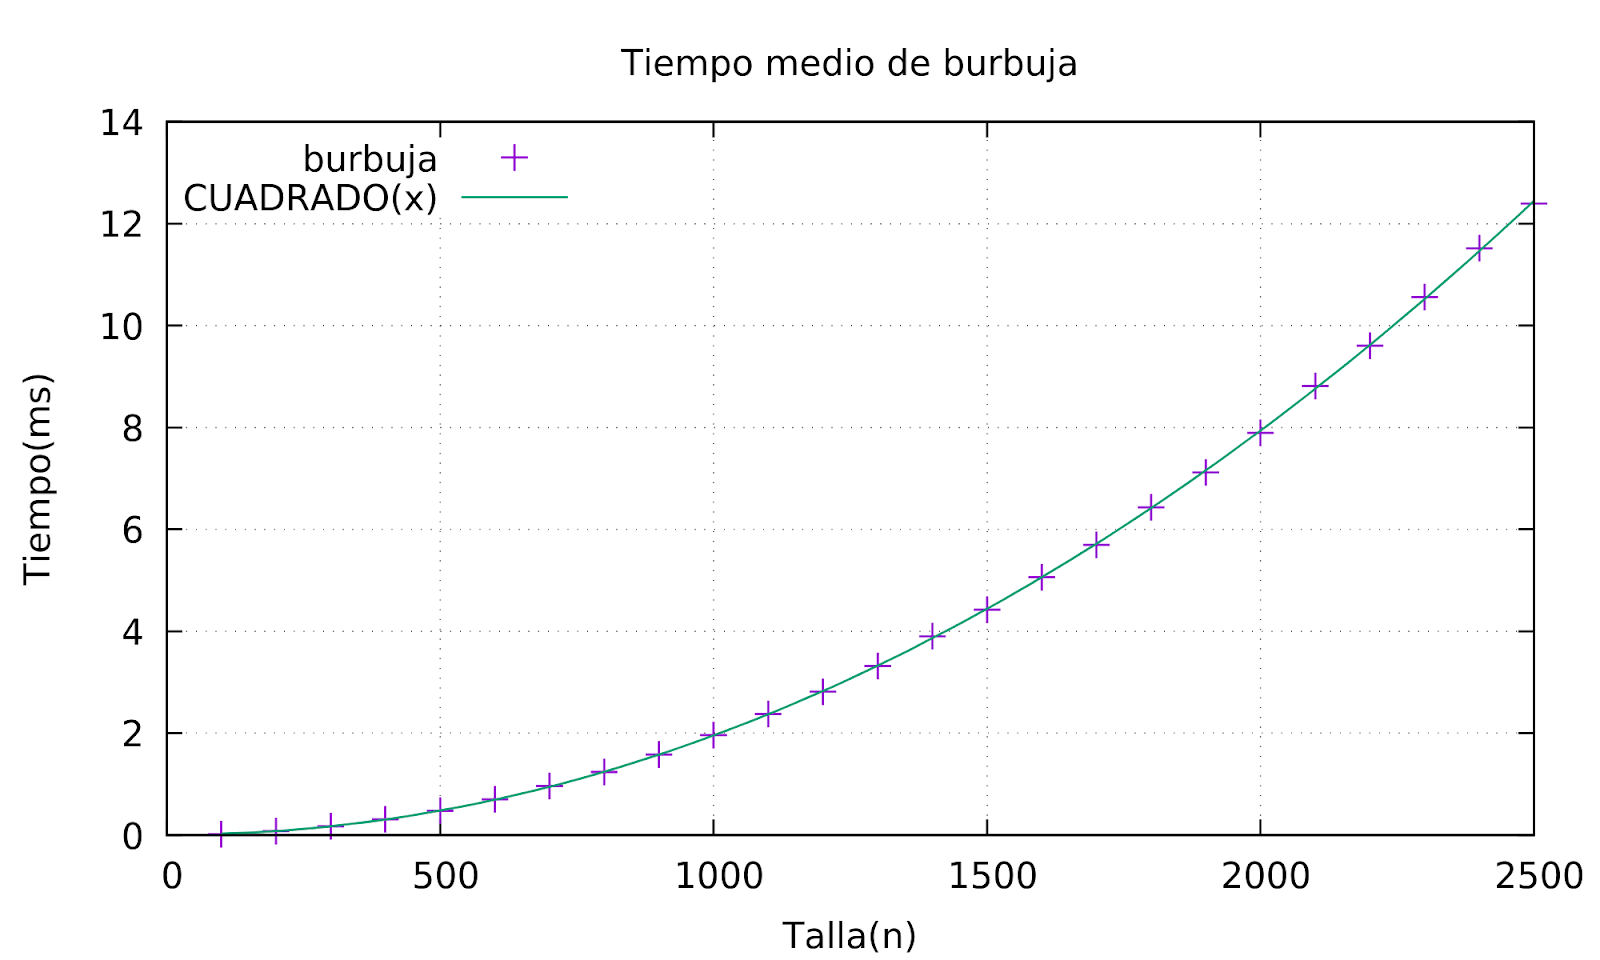 Tiempo medio de burbuja
14
burbuja
CUADRADO(x)
12
10
8
6
4
2
0
Tiempo(ms)
0 500 1000 1500 2000 2500
Talla(n)